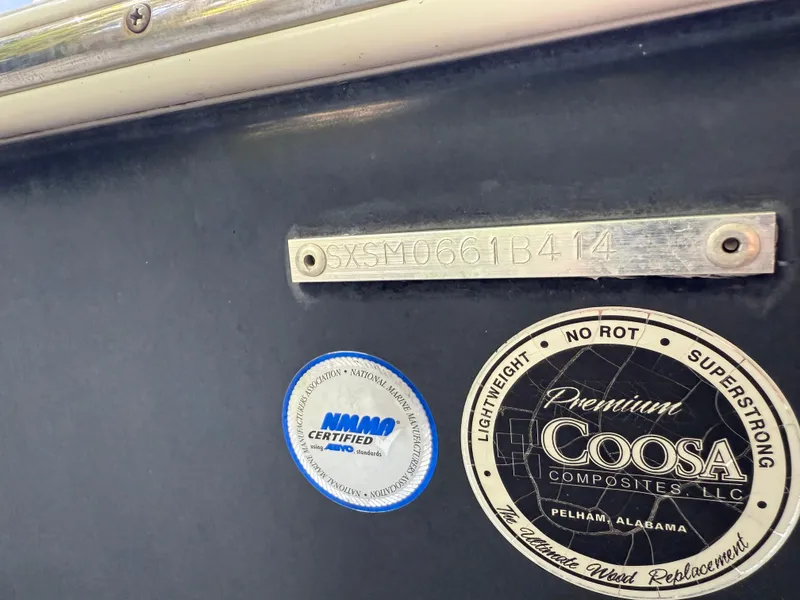 SXSM0661B414
NATIONAL MARINE MANUFACTURERS ASSOCIATION • NATIONAL MARINE MANUFACTURERS ASSOCIATION •
NMMA
CERTIFIED
using ABYC standards
LIGHTWEIGHT • NO ROT • SUPERSTRONG
Premium
COOSA
COMPOSITES, LLC
PELHAM, ALABAMA
The Ultimate Wood Replacement